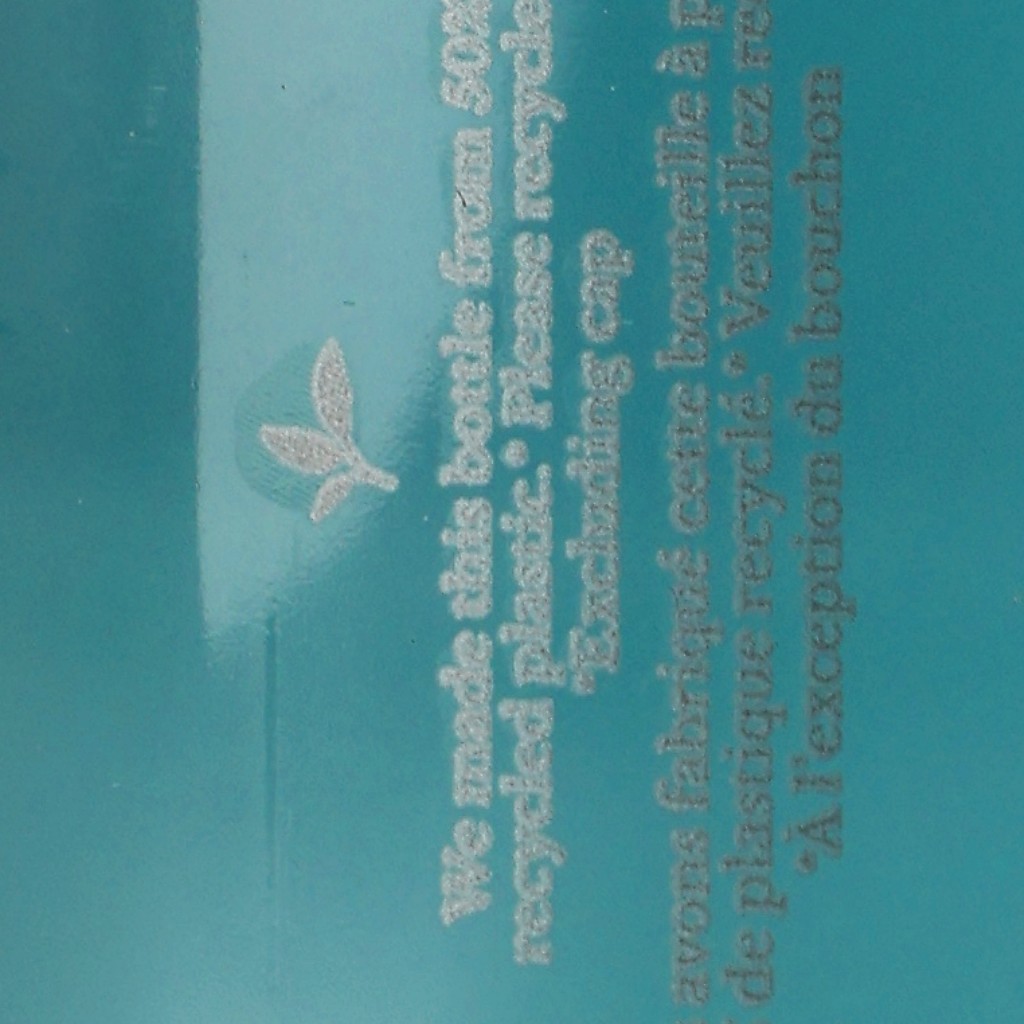 We made this bottle from 50%
recycled plastic.* Please recycle
*Excluding cap
avons fabriqué cette bouteille à
de plastique recyclé.* Veuillez
*À l'exception du bouchon